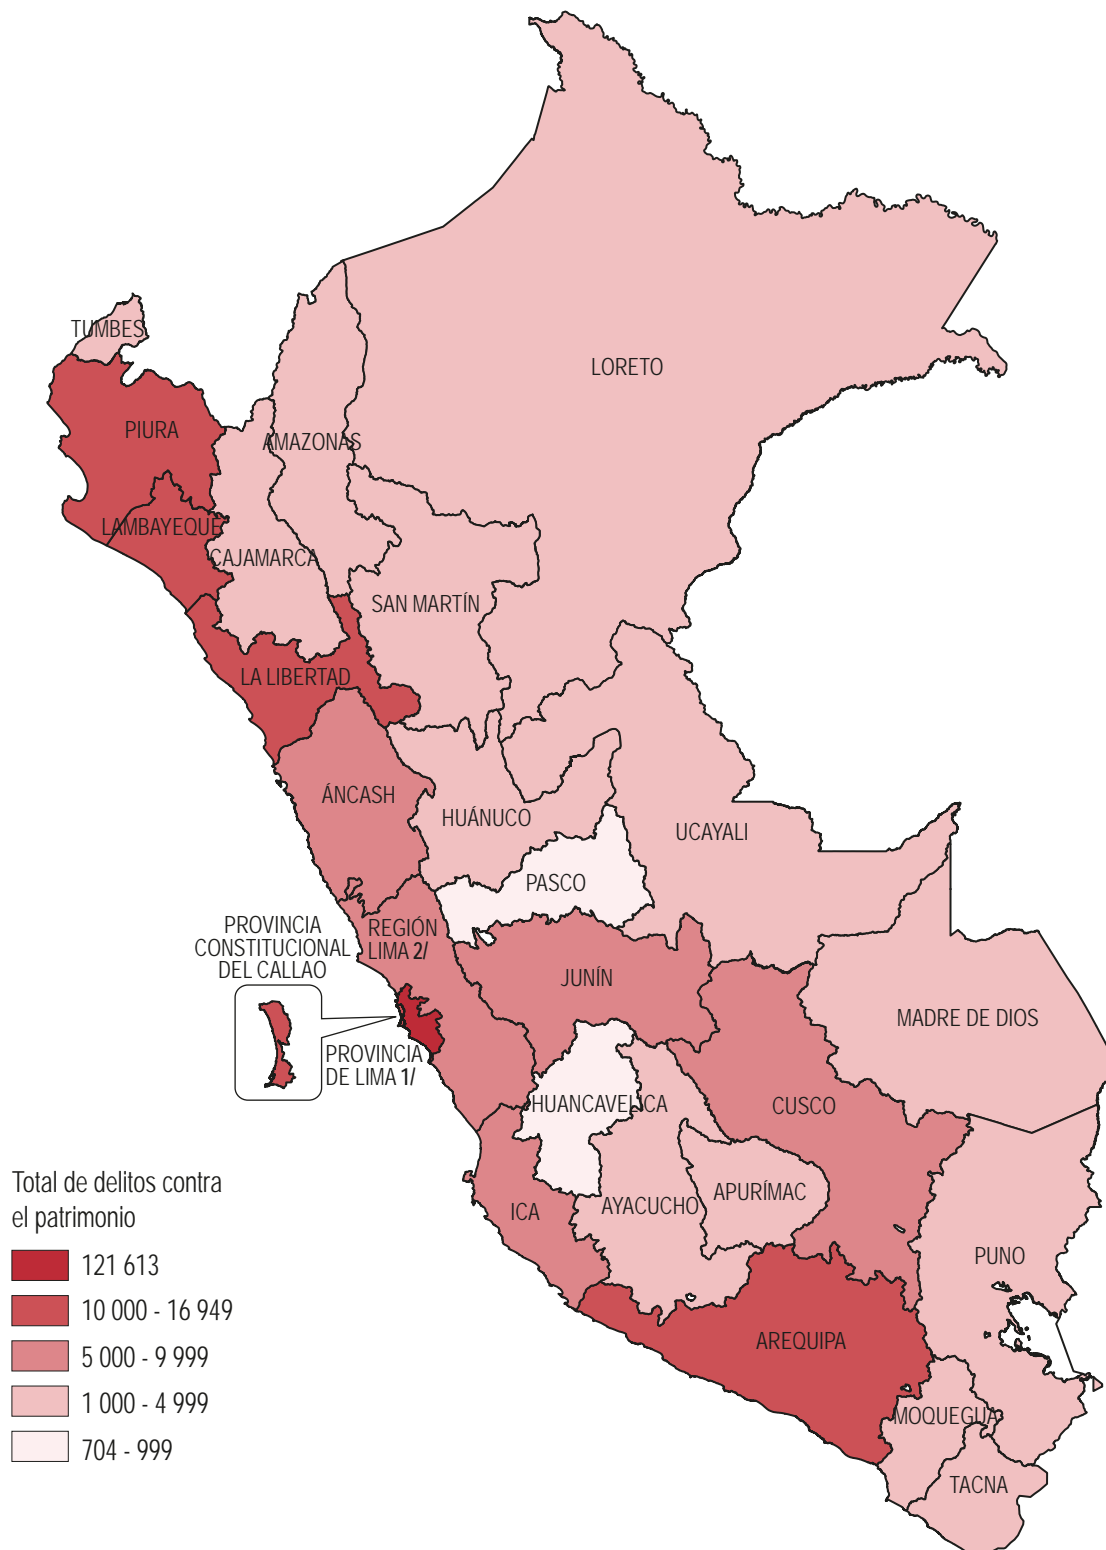 TUMBES
LORETO
PIURA
AMAZONAS
LAMBAYEQUE
CAJAMARCA
SAN MARTÍN
LA LIBERTAD
ÁNCASH
HUÁNUCO
UCAYALI
PASCO
PROVINCIA
CONSTITUCIONAL
DEL CALLAO
REGIÓN
LIMA 2/
JUNÍN
MADRE DE DIOS
PROVINCIA
DE LIMA 1/
HUANCAVELICA
CUSCO
APURÍMAC
AYACUCHO
ICA
PUNO
AREQUIPA
MOQUEGUA
TACNA
Total de delitos contra
el patrimonio
121 613
10 000 - 16 949
5 000 - 9 999
1 000 - 4 999
704 - 999